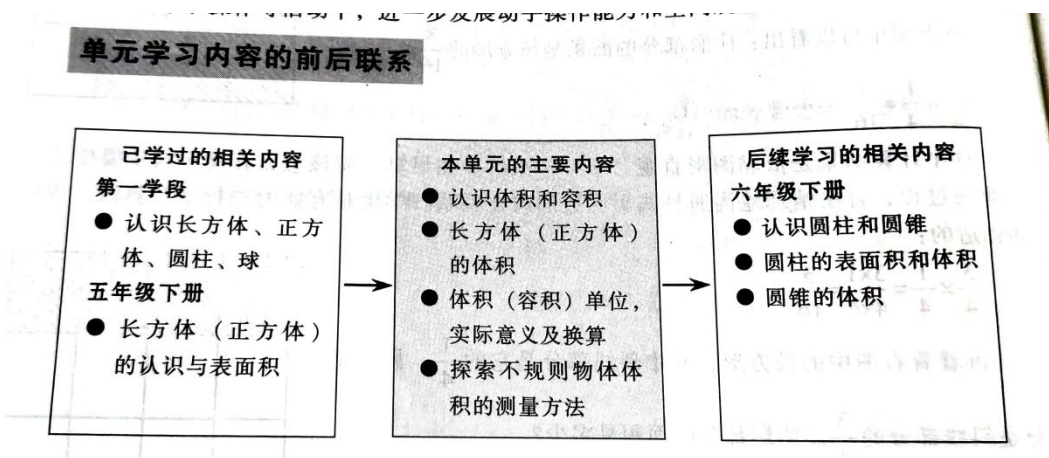 单元学习内容的前后联系
已学过的相关内容
第一学段
● 认识长方体、正方
体、圆柱、球
五年级下册
● 长方体（正方体）
的认识与表面积
本单元的主要内容
● 认识体积和容积
● 长方体（正方体）
的体积
● 体积（容积）单位，
实际意义及换算
● 探索不规则物体体
积的测量方法
后续学习的相关内容
六年级下册
● 认识圆柱和圆锥
● 圆柱的表面积和体积
● 圆锥的体积